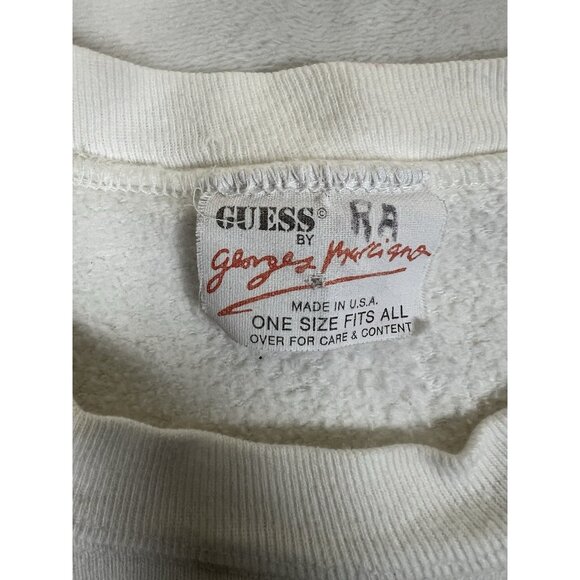 GUESS© RA
BY
Georges Marciano
MADE IN U.S.A.
ONE SIZE FITS ALL
OVER FOR CARE & CONTENT